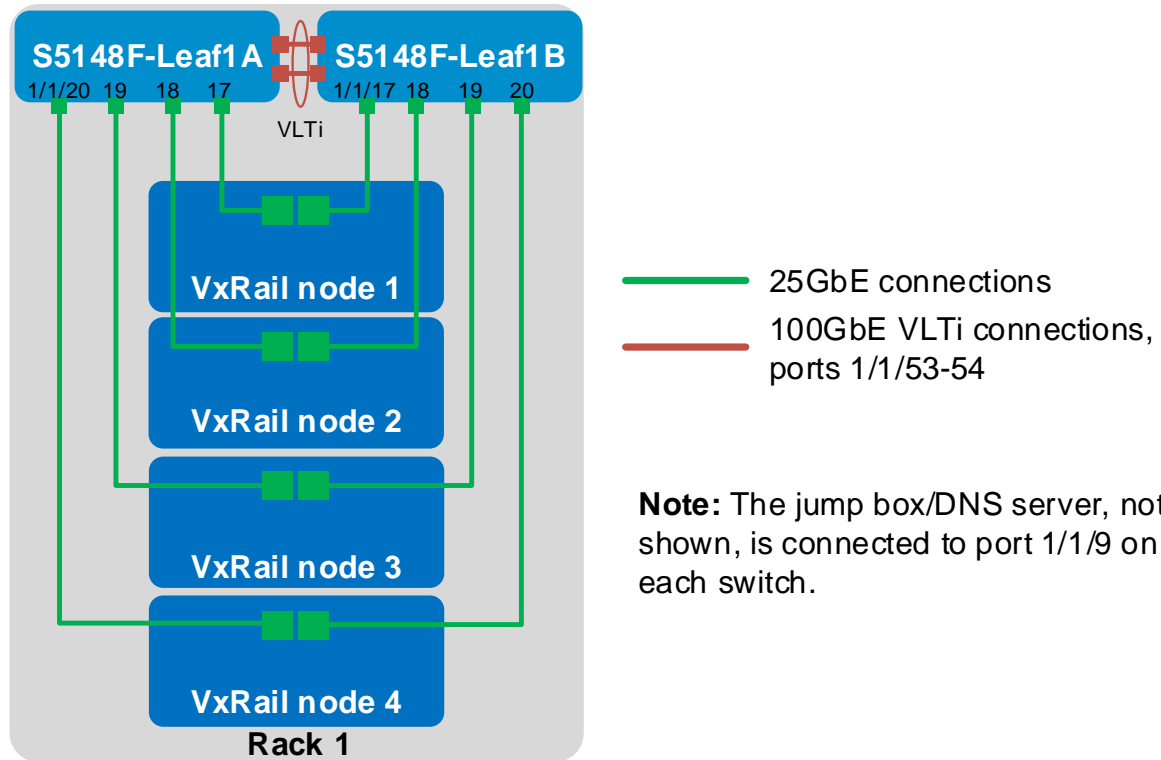 S5148F-Leaf1A
S5148F-Leaf1B
1/1/20 19 18 17
1/1/17 18 19 20
VLTi
VxRail node 1
VxRail node 2
VxRail node 3
VxRail node 4
Rack 1
25GbE connections
100GbE VLTi connections,
ports 1/1/53-54
Note: The jump box/DNS server, not
shown, is connected to port 1/1/9 on
each switch.